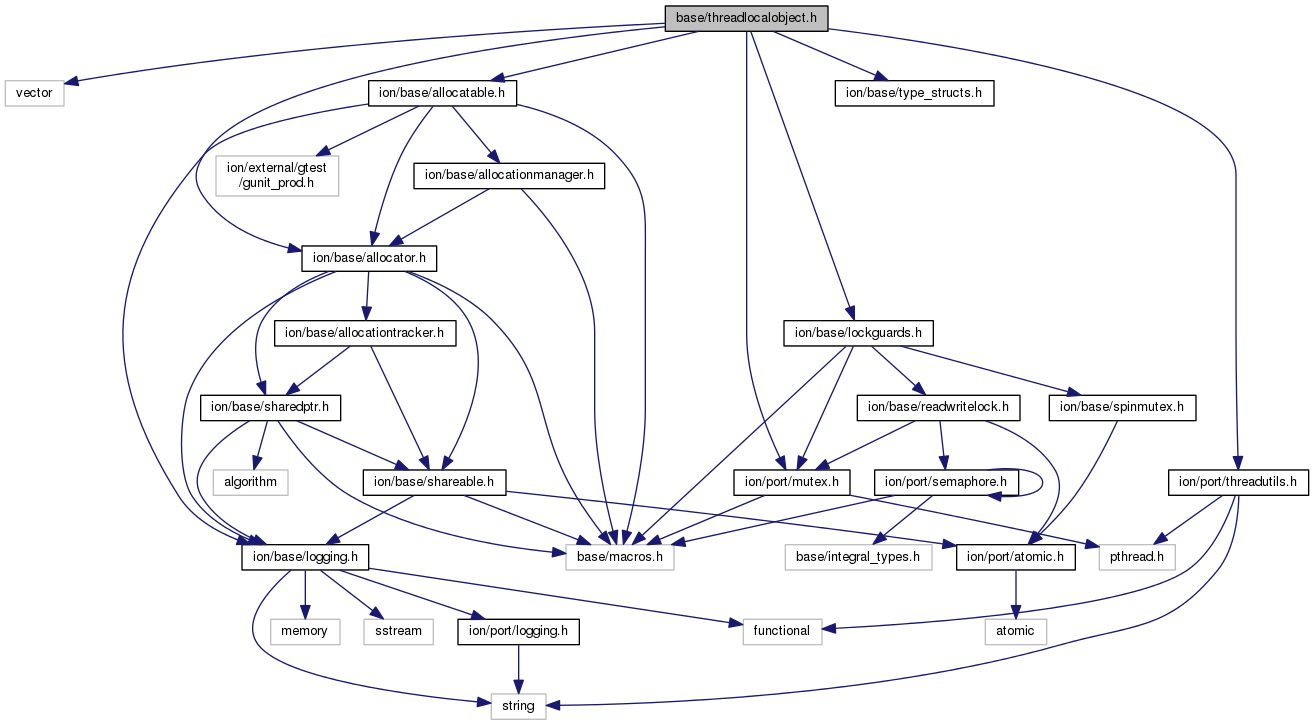 base/threadlocalobject.h
vector
ion/base/allocatable.h
ion/base/type_structs.h
ion/external/gtest
/gunit_prod.h
ion/base/allocationmanager.h
ion/base/allocator.h
ion/base/allocationtracker.h
ion/base/lockguards.h
ion/base/sharedptr.h
ion/base/readwritelock.h
ion/base/spinmutex.h
algorithm
ion/base/shareable.h
ion/port/mutex.h
ion/port/semaphore.h
ion/port/threadutils.h
ion/base/logging.h
base/macros.h
base/integral_types.h
ion/port/atomic.h
pthread.h
memory
sstream
ion/port/logging.h
functional
atomic
string